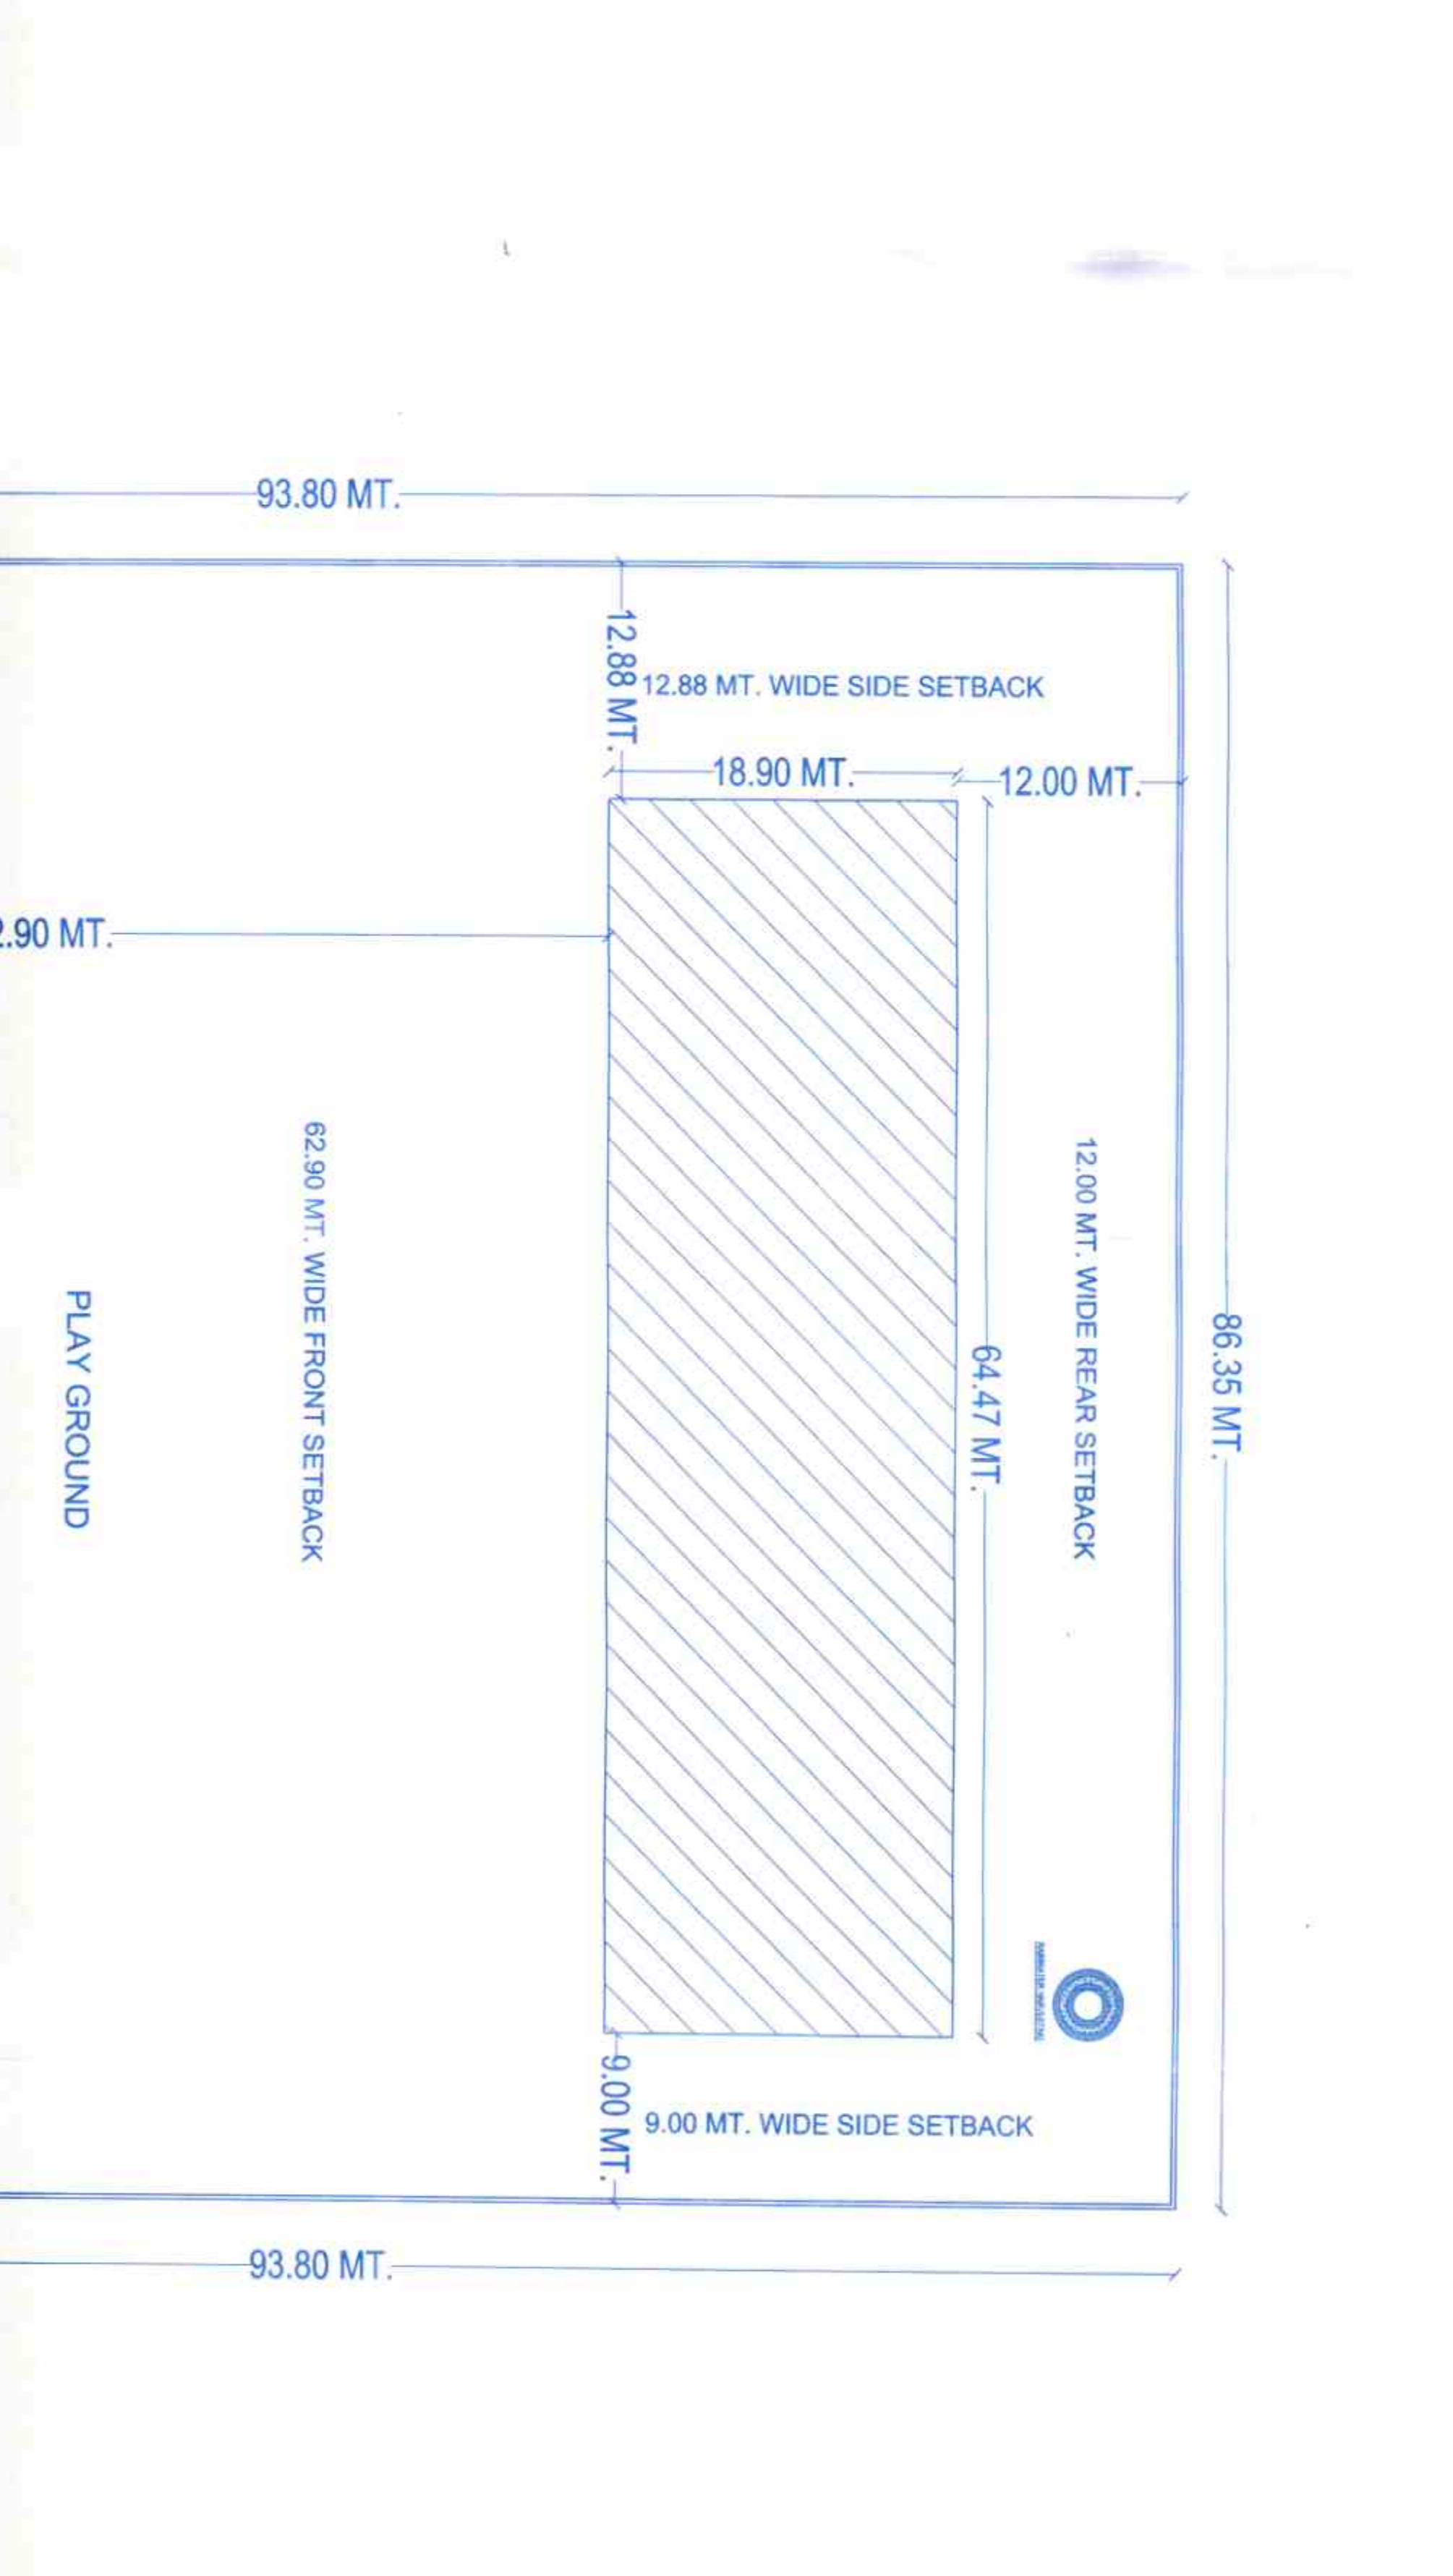 93.80 MT.
12.88 MT.
12.88 MT. WIDE SIDE SETBACK
18.90 MT.
12.00 MT.
.90 MT.
62.90 MT. WIDE FRONT SETBACK
PLAY GROUND
64.47 MT.
12.00 MT. WIDE REAR SETBACK
86.35 MT.
9.00 MT.
9.00 MT. WIDE SIDE SETBACK
93.80 MT.